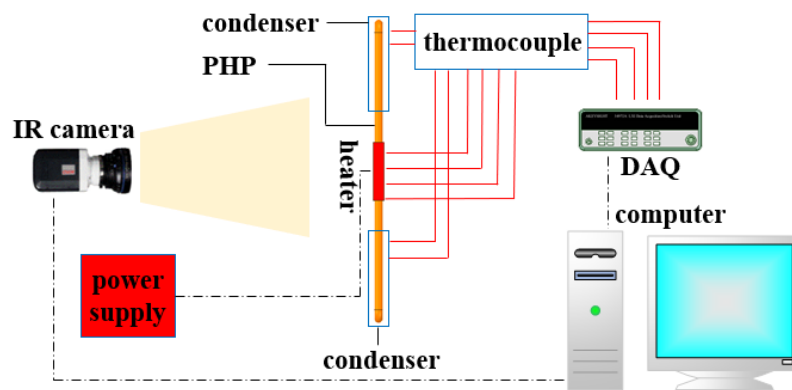 condenser
thermocouple
PHP
IR camera
heater
DAQ
computer
power
supply
condenser